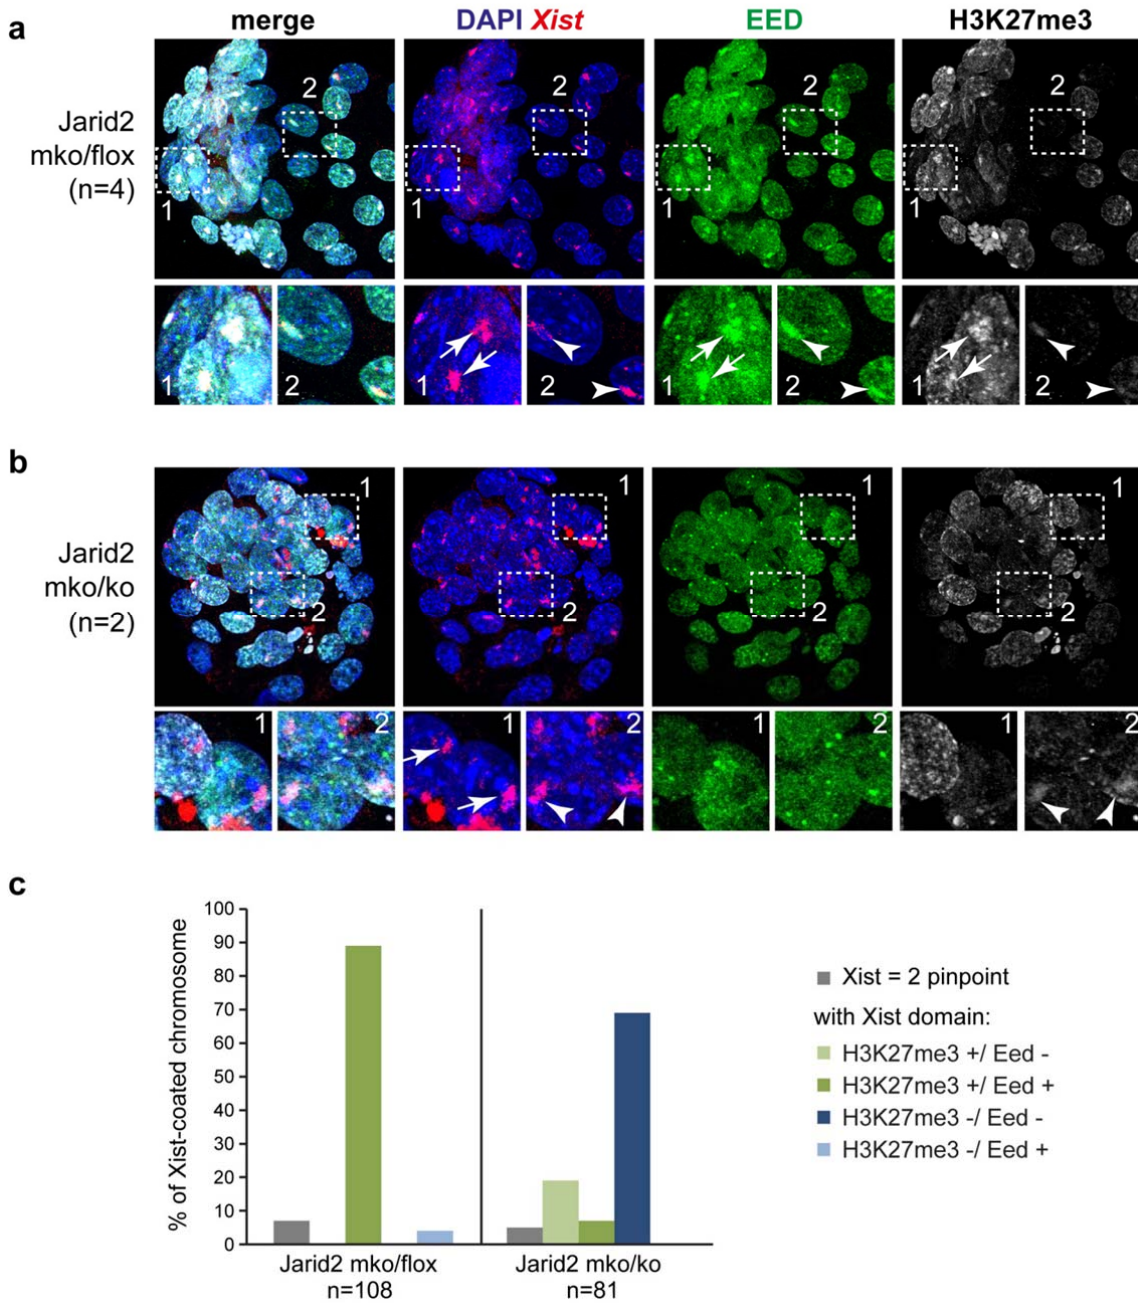 a
merge
DAPI Xist
EED
H3K27me3
Jarid2
mko/flox
(n=4)
2
1
2
1
2
1
2
1
1
2
1
2
1
2
1
2
b
Jarid2
mko/ko
(n=2)
1
2
1
2
1
2
1
2
1
2
1
2
1
2
1
2
c
% of Xist-coated chromosome
100
90
80
70
60
50
40
30
20
10
0
Jarid2 mko/flox
n=108
Jarid2 mko/ko
n=81
Xist = 2 pinpoint
with Xist domain:
H3K27me3 +/ Eed -
H3K27me3 +/ Eed +
H3K27me3 -/ Eed -
H3K27me3 -/ Eed +